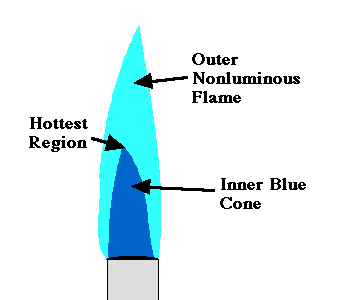 Outer
Nonluminous
Flame
Hottest
Region
Inner Blue
Cone